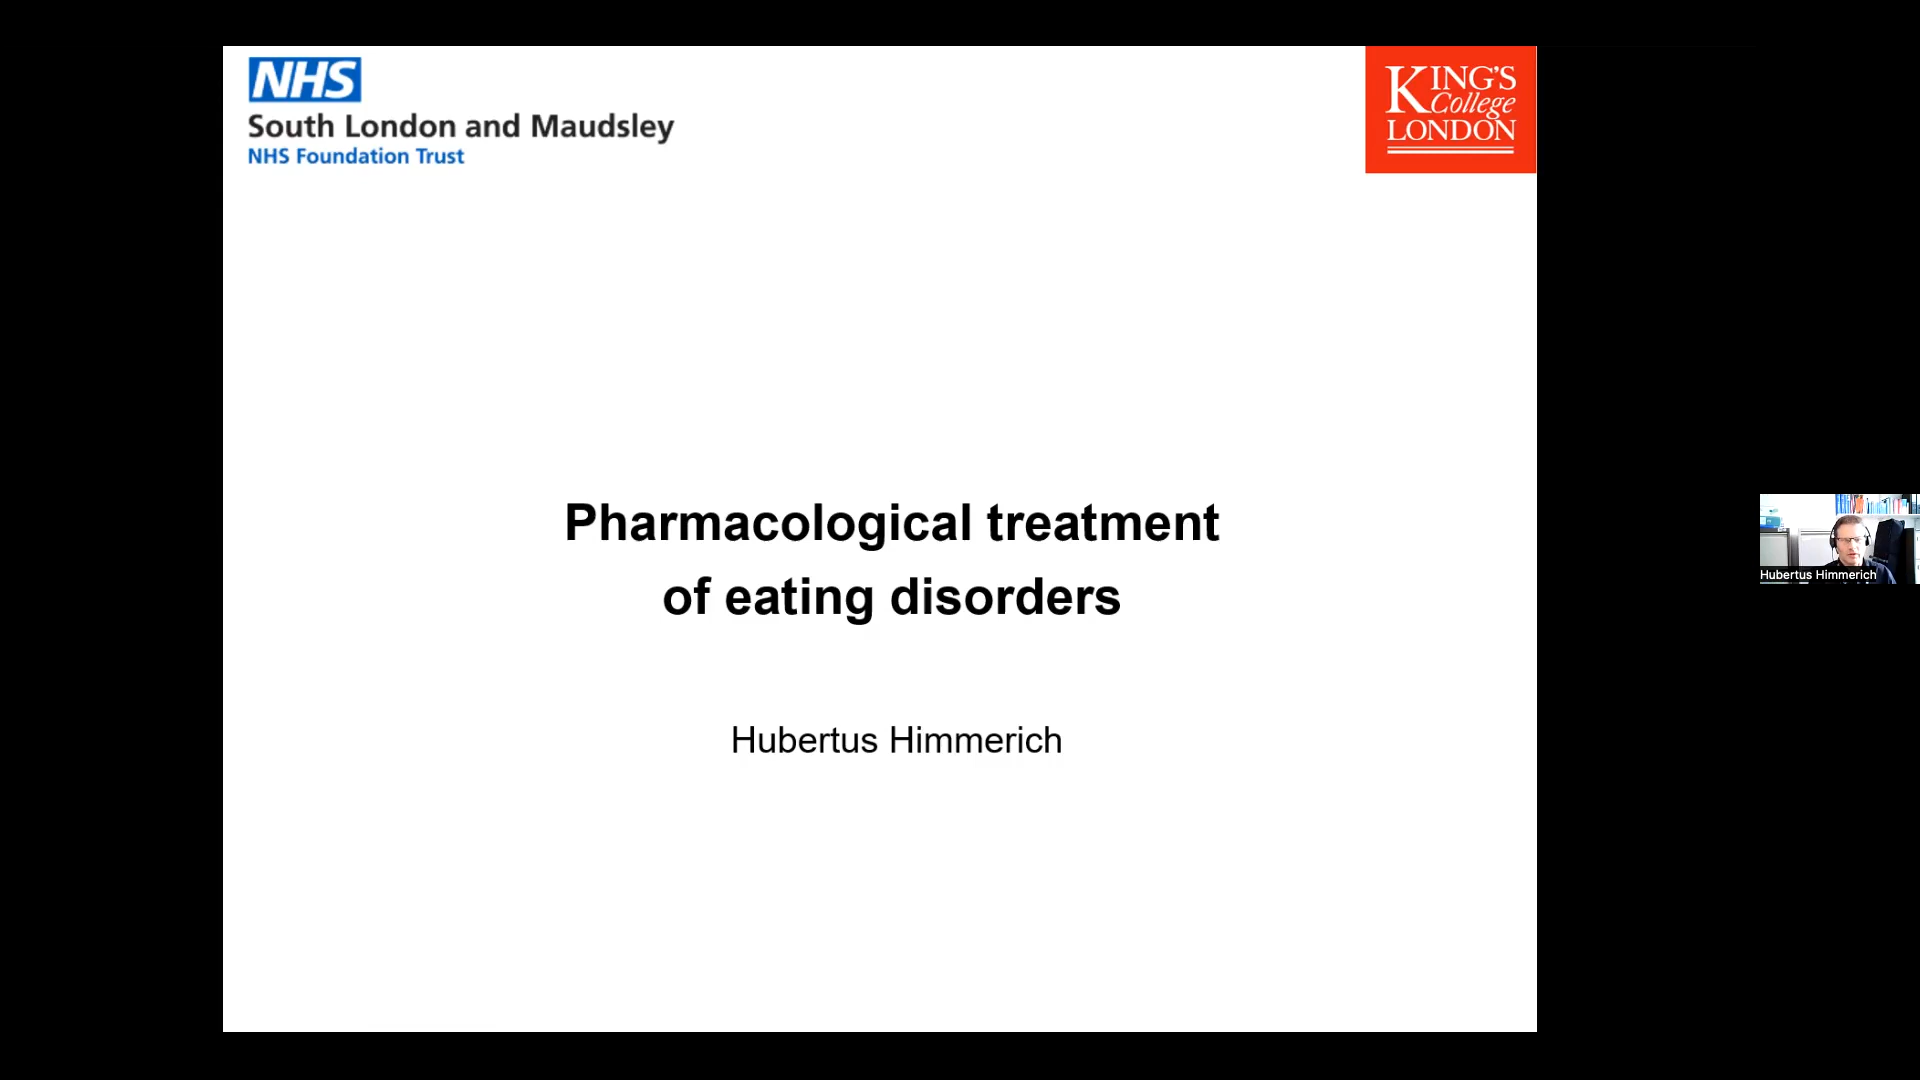 NHS
South London and Maudsley
NHS Foundation Trust
KING'S
College
LONDON
Pharmacological treatment
of eating disorders
Hubertus Himmerich
Hubertus Himmerich